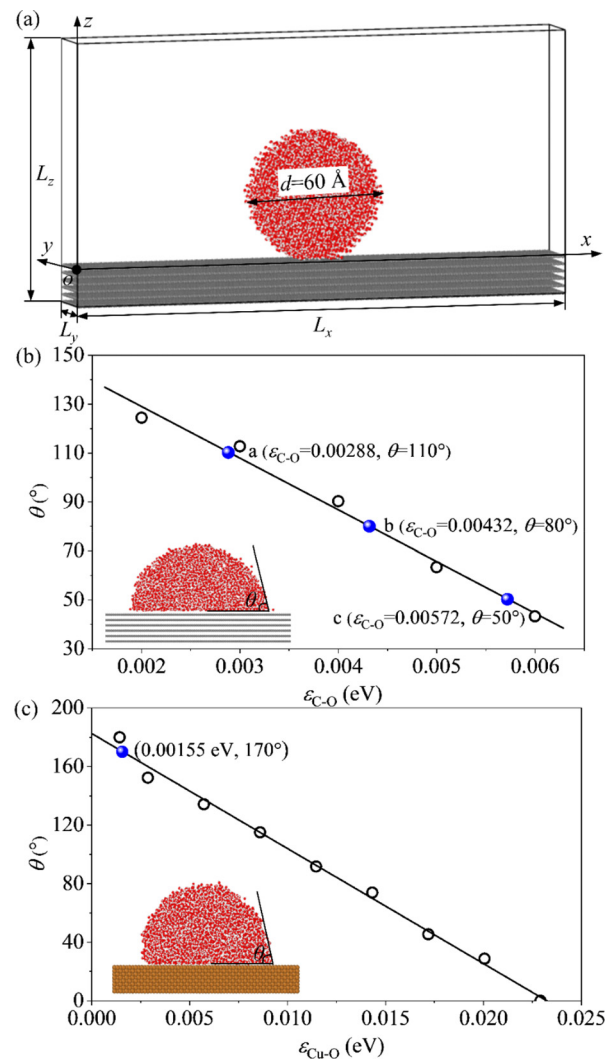 (a)
z
L_z
d=60 Å
y
x
o
L_y
L_x
(b)
150
130
110
90
70
50
30
θ (°)
a (ε_C-O=0.00288, θ=110°)
b (ε_C-O=0.00432, θ=80°)
c (ε_C-O=0.00572, θ=50°)
θ
0.002 0.003 0.004 0.005 0.006
ε_C-O (eV)
(c)
200
160
120
80
40
0
θ (°)
(0.00155 eV, 170°)
θ
0.000 0.005 0.010 0.015 0.020 0.025
ε_Cu-O (eV)